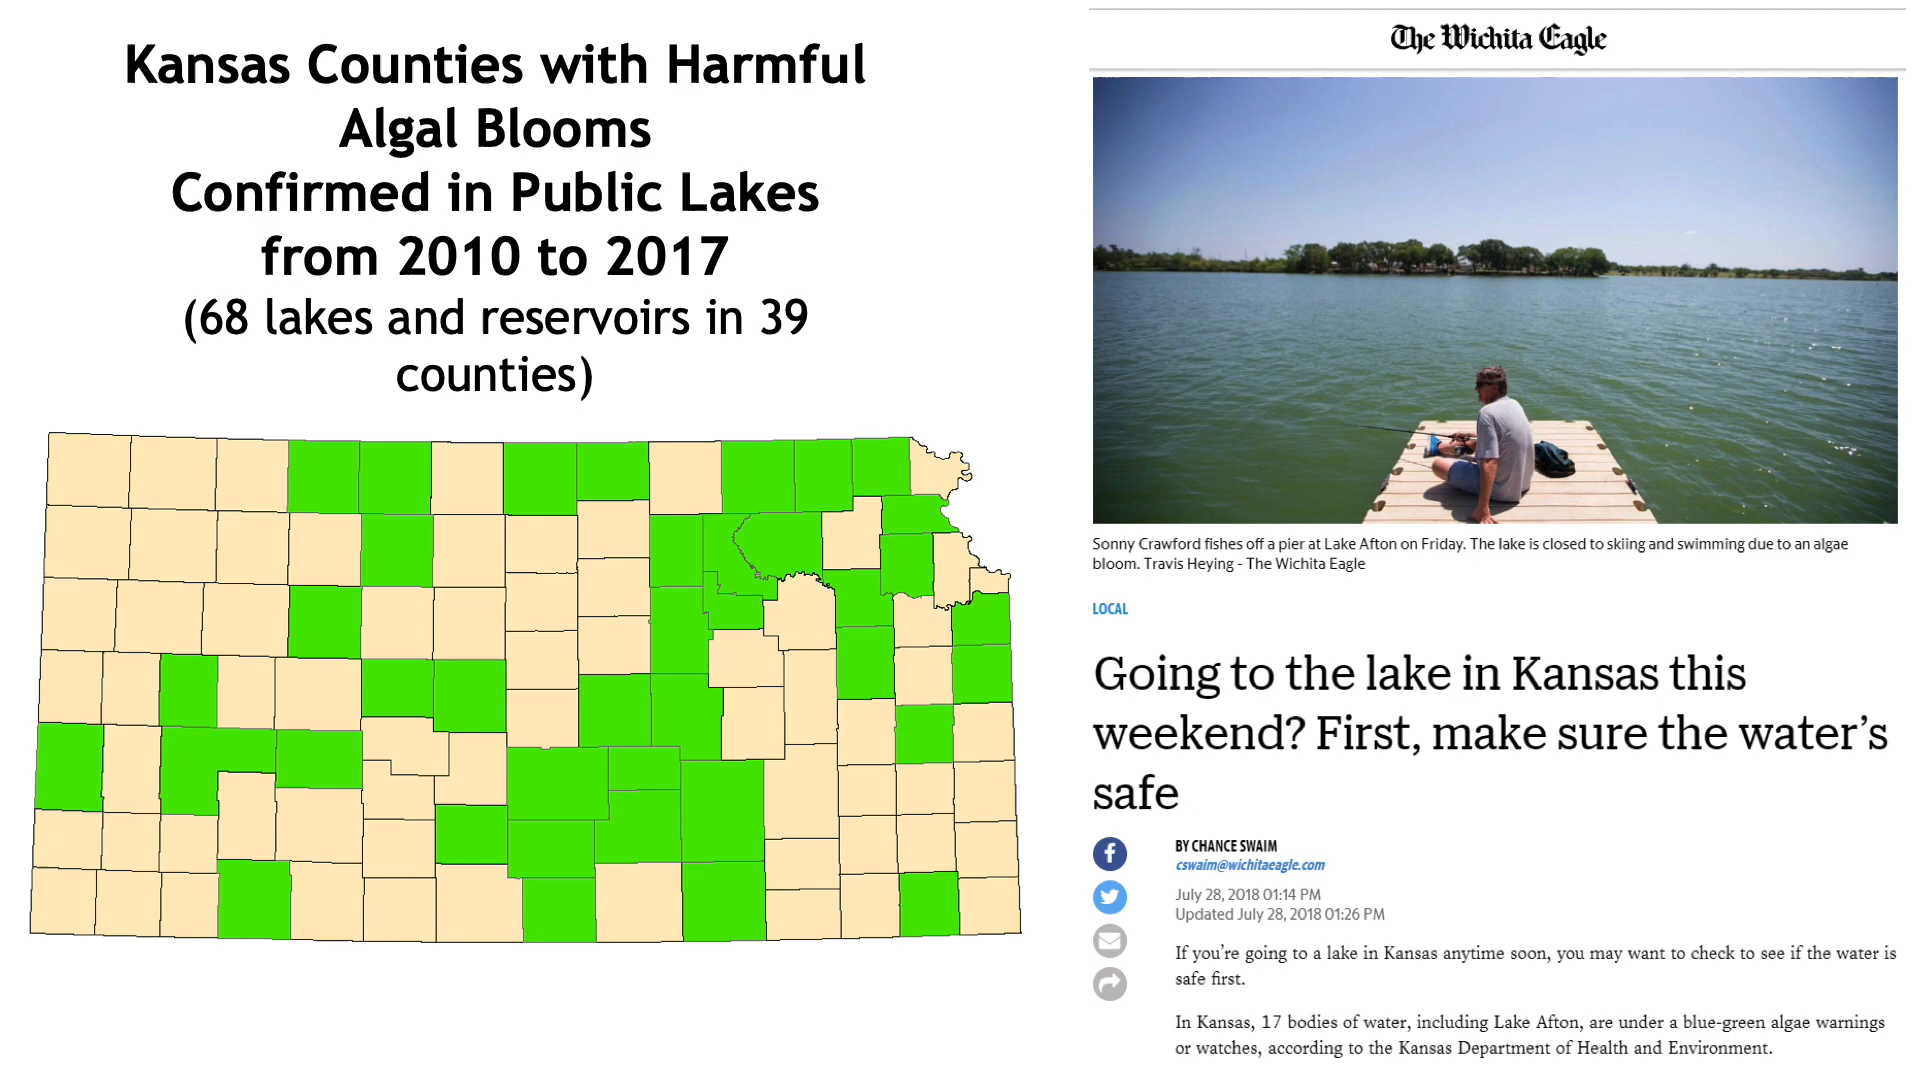 Kansas Counties with Harmful
Algal Blooms
Confirmed in Public Lakes
from 2010 to 2017
(68 lakes and reservoirs in 39
counties)
The Wichita Eagle
Sonny Crawford fishes off a pier at Lake Afton on Friday. The lake is closed to skiing and swimming due to an algae
bloom. Travis Heying - The Wichita Eagle
LOCAL
Going to the lake in Kansas this
weekend? First, make sure the water's
safe
BY CHANCE SWAIM
cswaim@wichitaeagle.com
July 28, 2018 01:14 PM
Updated July 28, 2018 01:26 PM
If you're going to a lake in Kansas anytime soon, you may want to check to see if the water is
safe first.
In Kansas, 17 bodies of water, including Lake Afton, are under a blue-green algae warnings
or watches, according to the Kansas Department of Health and Environment.